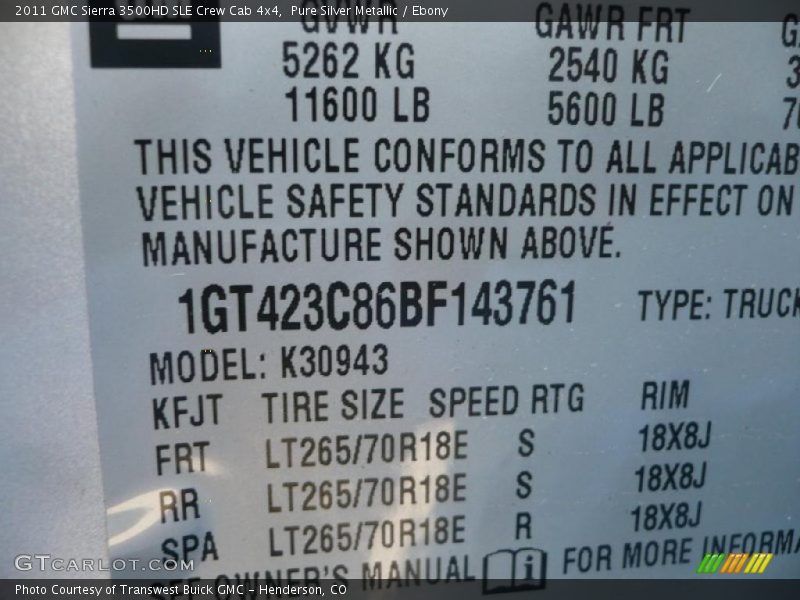 2011 GMC Sierra 3500HD SLE Crew Cab 4x4, Pure Silver Metallic / Ebony
GVWR GAWR FRT
5262 KG 2540 KG
11600 LB 5600 LB
THIS VEHICLE CONFORMS TO ALL APPLICAB
VEHICLE SAFETY STANDARDS IN EFFECT ON
MANUFACTURE SHOWN ABOVE.
1GT423C86BF143761 TYPE: TRUCK
MODEL: K30943
KFJT TIRE SIZE SPEED RTG RIM
FRT LT265/70R18E S 18X8J
RR LT265/70R18E S 18X8J
SPA LT265/70R18E R 18X8J
SEE OWNER'S MANUAL i FOR MORE INFORMA
GTCARLOT.COM
Photo Courtesy of Transwest Buick GMC - Henderson, CO